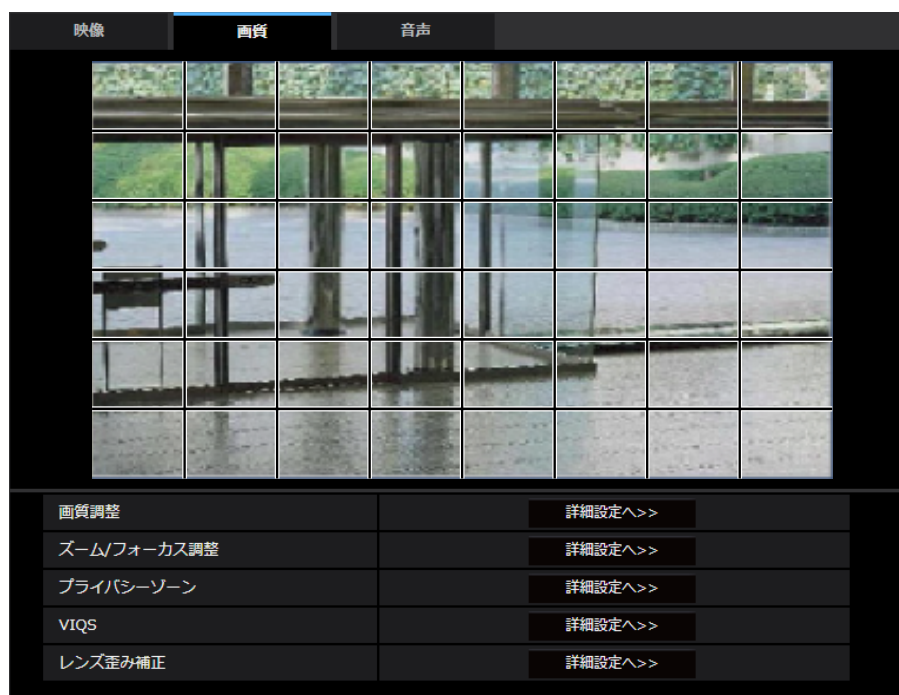 映像 画質 音声
画質調整 詳細設定へ>>
ズーム/フォーカス調整 詳細設定へ>>
プライバシーゾーン 詳細設定へ>>
VIQS 詳細設定へ>>
レンズ歪み補正 詳細設定へ>>